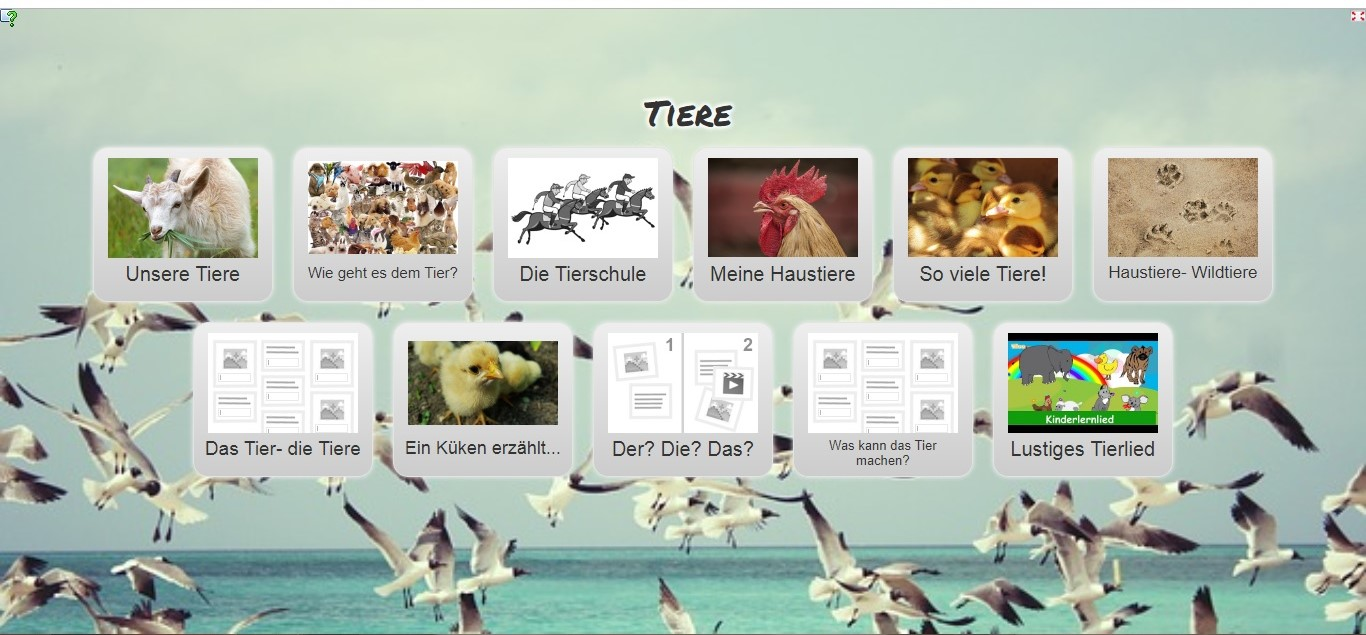 Tiere
Unsere Tiere
Wie geht es dem Tier?
Die Tierschule
Meine Haustiere
So viele Tiere!
Haustiere- Wildtiere
1
2
Kinderlernlied
Das Tier- die Tiere
Ein Küken erzählt...
Der? Die? Das?
Was kann das Tier
machen?
Lustiges Tierlied